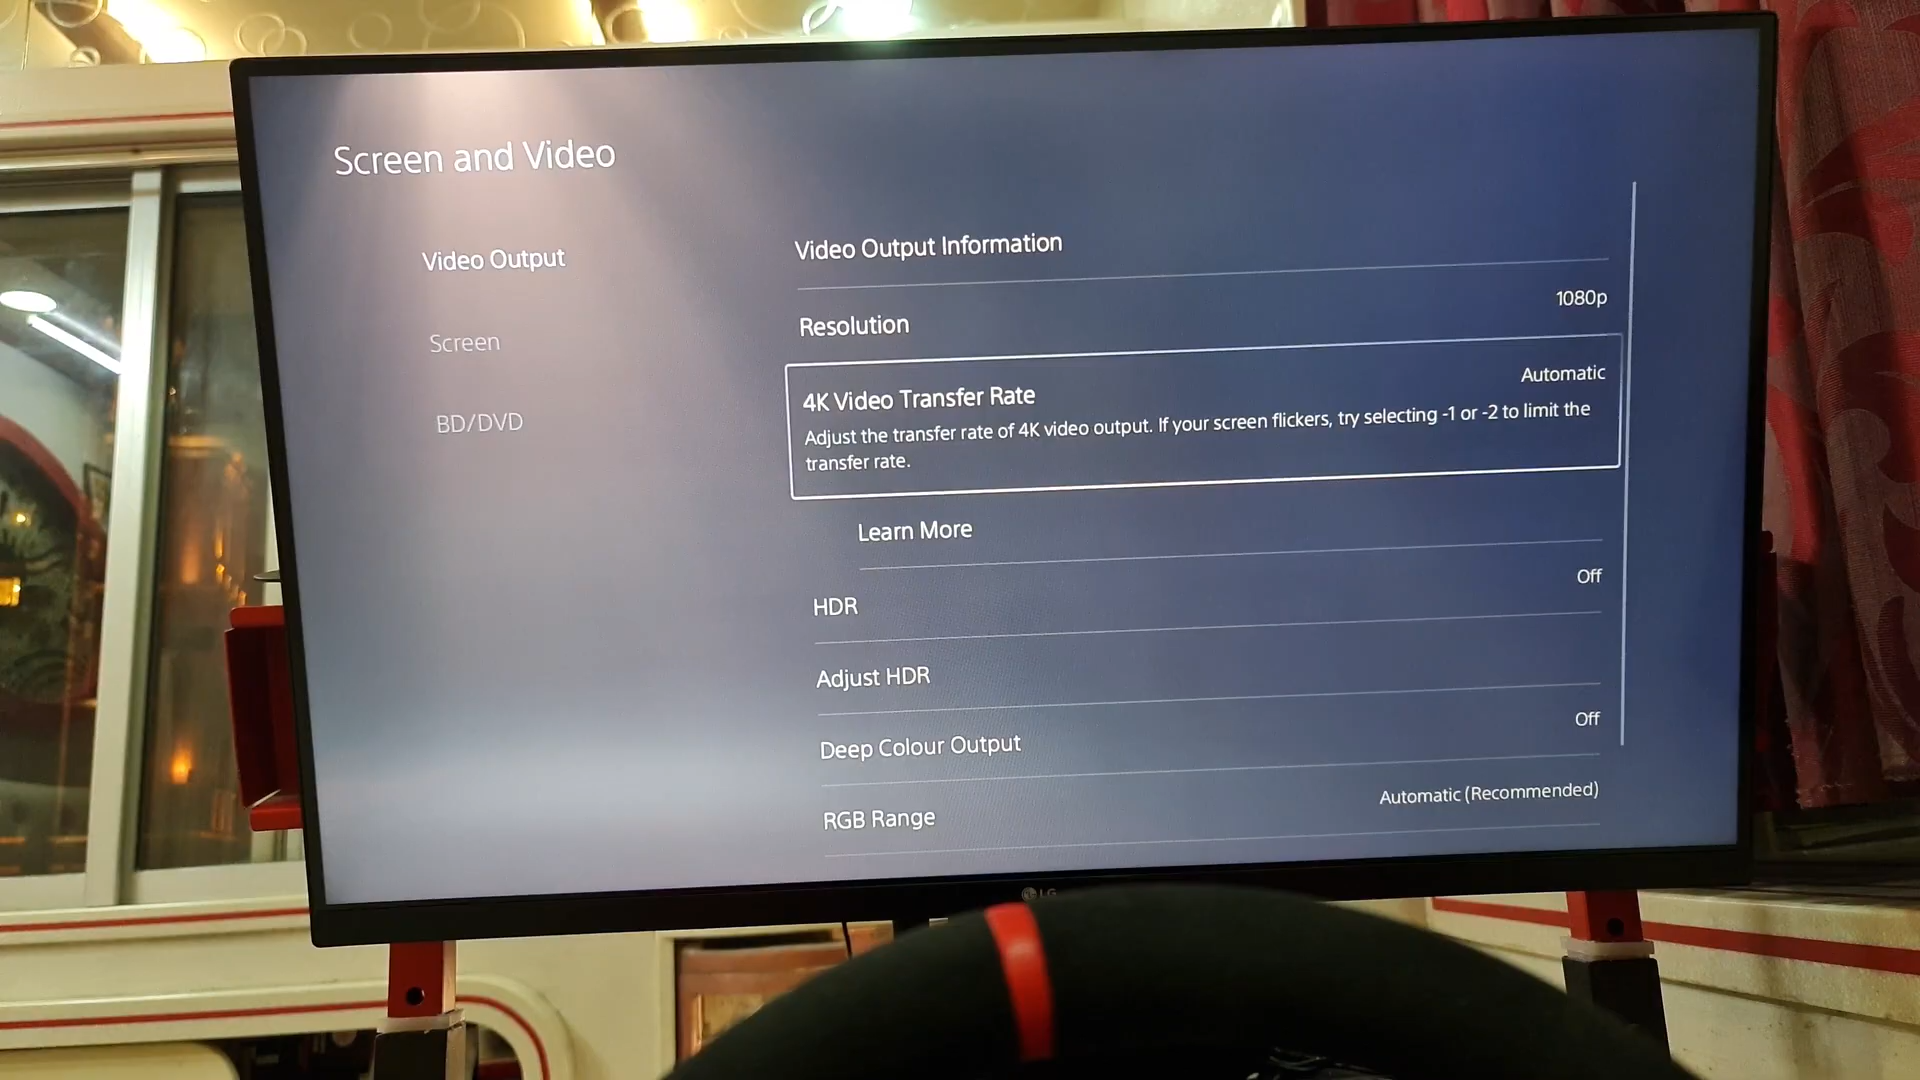 Screen and Video
Video Output
Screen
BD/DVD
Video Output Information
Resolution
1080p
4K Video Transfer Rate
Automatic
Adjust the transfer rate of 4K video output. If your screen flickers, try selecting -1 or -2 to limit the
transfer rate.
Learn More
HDR
Off
Adjust HDR
Deep Colour Output
Off
RGB Range
Automatic (Recommended)
LG